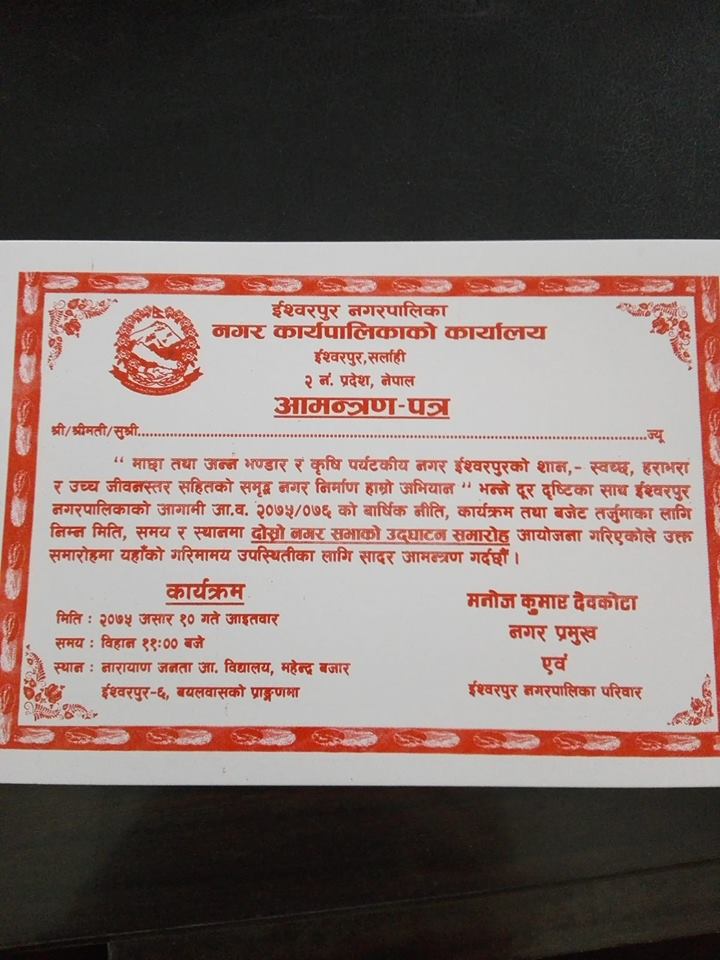 ईश्वरपुर नगरपालिका
नगर कार्यपालिकाको कार्यालय
ईश्वरपुर,सर्लाही
२ नं. प्रदेश, नेपाल
आमन्त्रण-पत्र
श्री/श्रीमती/सुश्री..........................................................................................ज्यू
“ माछा तथा अन्न भण्डार र कृषि पर्यटकीय नगर ईश्वरपुरको शान,- स्वच्छ, हराभरा
र उच्च जीवनस्तर सहितको समृद्ध नगर निर्माण हाम्रो अभियान ” भन्ने दूर दृष्टिका साथ ईश्वरपुर
नगरपालिकाको आगामी आ.व. २०७५/०७६ को बार्षिक नीति, कार्यक्रम तथा बजेट तर्जुमाका लागि
निम्न मिति, समय र स्थानमा दोस्रो नगर सभाको उद्घाटन समारोह आयोजना गरिएकोले उक्त
समारोहमा यहाँको गरिमामय उपस्थितीका लागि सादर आमन्त्रण गर्दछौं ।
कार्यक्रम
मिति : २०७५ असार १० गते आइतवार
समय : विहान ११:०० बजे
स्थान : नारायण जनता आ. विद्यालय, महेन्द्र बजार
ईश्वरपुर-६, बयलवासको प्राङ्गणमा
मनोज कुमार देवकोटा
नगर प्रमुख
एवं
ईश्वरपुर नगरपालिका परिवार